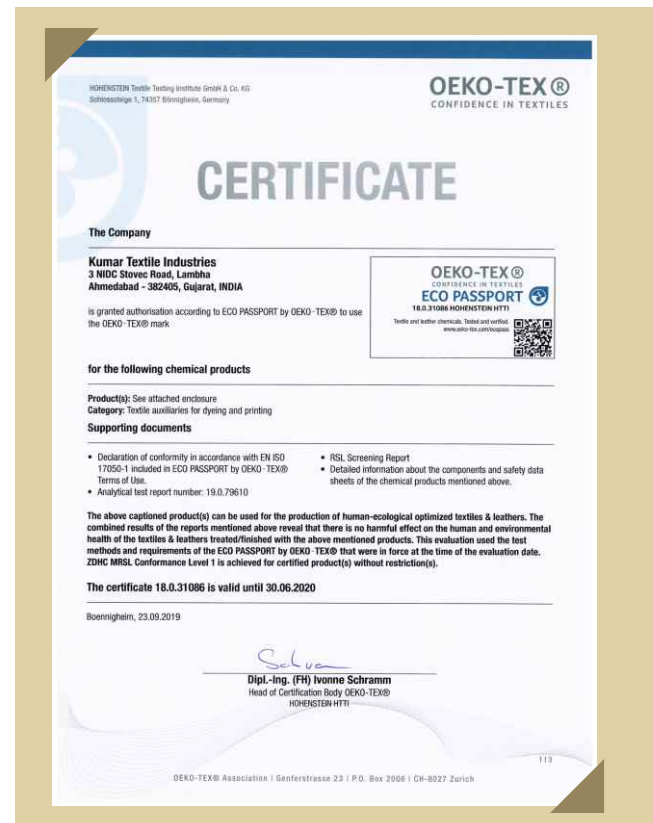 HOHENSTEIN Textile Testing Institute GmbH & Co. KG
Schlosssteige 1, 74357 Bönnigheim, Germany
OEKO-TEX®
CONFIDENCE IN TEXTILES
CERTIFICATE
The Company
Kumar Textile Industries
3 NIDC Stovec Road, Lambha
Ahmedabad - 382405, Gujarat, INDIA
is granted authorisation according to ECO PASSPORT by OEKO-TEX® to use
the OEKO-TEX® mark
OEKO-TEX®
CONFIDENCE IN TEXTILES
ECO PASSPORT
18.0.31086 HOHENSTEIN HTTI
Textile and leather chemicals. Tested and verified.
www.oeko-tex.com/ecopass
for the following chemical products
Product(s): See attached enclosure
Category: Textile auxiliaries for dyeing and printing
Supporting documents
• Declaration of conformity in accordance with EN ISO
17050-1 included in ECO PASSPORT by OEKO-TEX®
Terms of Use.
• Analytical test report number: 19.0.79610
• RSL Screening Report
• Detailed information about the components and safety data
sheets of the chemical products mentioned above.
The above captioned product(s) can be used for the production of human-ecological optimized textiles & leathers. The
combined results of the reports mentioned above reveal that there is no harmful effect on the human and environmental
health of the textiles & leathers treated/finished with the above mentioned products. This evaluation used the test
methods and requirements of the ECO PASSPORT by OEKO-TEX® that were in force at the time of the evaluation date.
ZDHC MRSL Conformance Level 1 is achieved for certified product(s) without restriction(s).
The certificate 18.0.31086 is valid until 30.06.2020
Boennigheim, 23.09.2019
Dipl.-Ing. (FH) Ivonne Schramm
Head of Certification Body OEKO-TEX®
HOHENSTEIN HTTI
113
OEKO-TEX® Association | Genferstrasse 23 | P.O. Box 2006 | CH-8027 Zurich